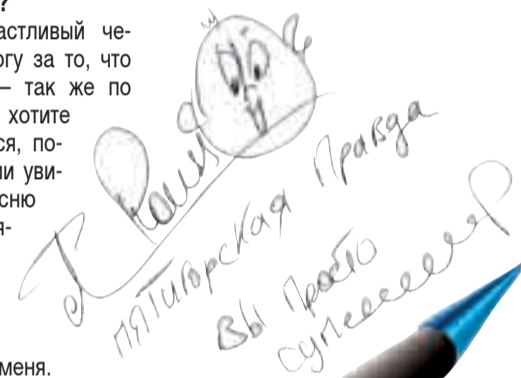 ?
астливый че-
огу за то, что
– так же по
хотите
ся, по-
ли уви-
сню
я-
меня.
Пятигорская Правда
Вы просто